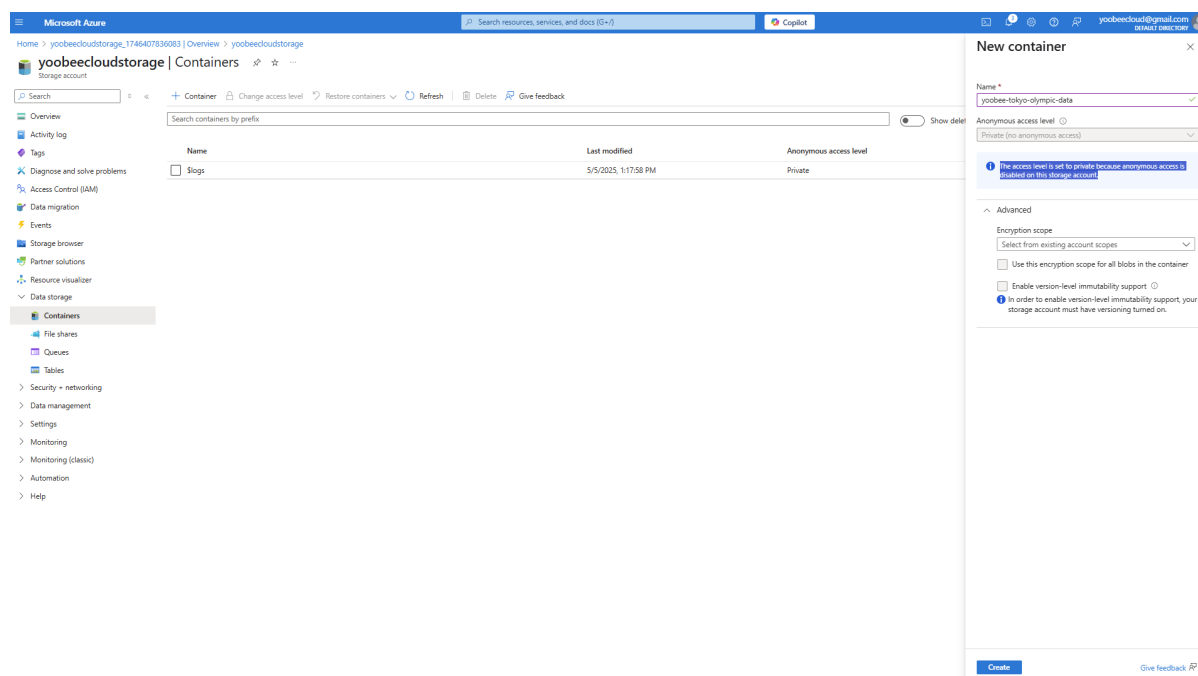 Microsoft Azure
Search resources, services, and docs (G+/)
Copilot
3
yoobeecloud@gmail.com
DEFAULT DIRECTORY
Home > yoobeecloudstorage_1746407836083 | Overview > yoobeecloudstorage
yoobeecloudstorage | Containers
Storage account
Search
Overview
Activity log
Tags
Diagnose and solve problems
Access Control (IAM)
Data migration
Events
Storage browser
Partner solutions
Resource visualizer
Data storage
Containers
File shares
Queues
Tables
Security + networking
Data management
Settings
Monitoring
Monitoring (classic)
Automation
Help
Container Change access level Restore containers Refresh Delete Give feedback
Search containers by prefix
Show delet
Name Last modified Anonymous access level
$logs 5/5/2025, 1:17:58 PM Private
New container
Name *
yoobee-tokyo-olympic-data
Anonymous access level
Private (no anonymous access)
The access level is set to private because anonymous access is
disabled on this storage account.
Advanced
Encryption scope
Select from existing account scopes
Use this encryption scope for all blobs in the container
Enable version-level immutability support
In order to enable version-level immutability support, your
storage account must have versioning turned on.
Create
Give feedback